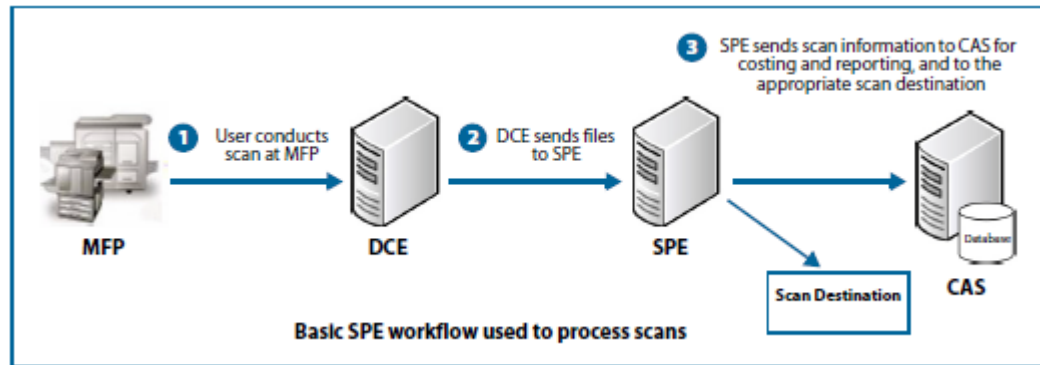 3 SPE sends scan information to CAS for
costing and reporting, and to the
appropriate scan destination
1 User conducts
scan at MFP
2 DCE sends files
to SPE
MFP
DCE
SPE
Database
CAS
Scan Destination
Basic SPE workflow used to process scans